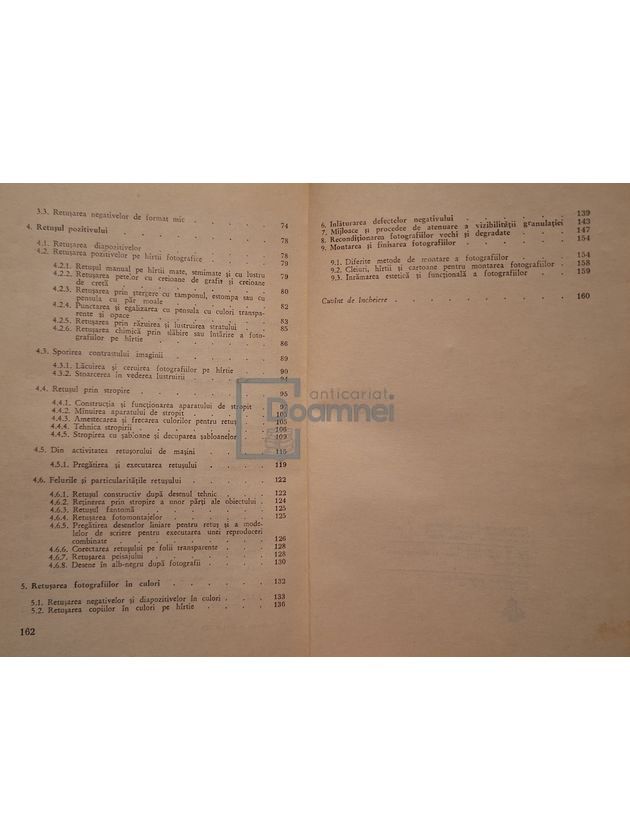 3.3. Retușarea negativelor de format mic . . . . . . 74
4. Retușul pozitivului . . . . . . 78
4.1. Retușarea diapozitivelor . . . . . . 78
4.2. Retușarea pozitivelor pe hîrtii fotografice . . . . 79
4.2.1. Retușul manual pe hîrtii mate, semimate și cu lustru 79
4.2.2. Retușarea petelor cu creioane de grafit și creioane
de cretă . . . . . . 80
4.2.3. Retușarea prin ștergere cu tamponul, estompa sau cu
pensula cu păr moale . . . . . . 82
4.2.4. Punctarea și egalizarea cu pensula cu culori transpa-
rente și opace . . . . . . 83
4.2.5. Retușarea prin răzuirea și lustruirea stratului . . 85
4.2.6. Retușarea chimică prin slăbire sau întărire a foto-
grafiilor pe hîrtie . . . . . . 86
4.3. Sporirea contrastului imaginii . . . . . . 89
4.3.1. Lăcuirea și ceruirea fotografiilor pe hîrtie . . . 90
4.3.2. Stoarcerea în vederea lustruirii . . . . . 94
4.4. Retușul prin stropire . . . . . . 95
4.4.1. Construcția și funcționarea aparatului de stropit
4.4.2. Mînuirea aparatului de stropit . . . . . 103
4.4.3. Amestecarea și frecarea culorilor pentru retuș . . 105
4.4.4. Tehnica stropirii . . . . . . 106
4.4.5. Stropirea cu șabloane și decuparea șabloanelor . . 109
4.5. Din activitatea retușorului de mașini . . . . . 115
4.5.1. Pregătirea și executarea retușului . . . . . 119
4.6. Felurile și particularitățile retușului . . . . . 122
4.6.1. Retușul constructiv după desenul tehnic . . . . 122
4.6.2. Reținerea prin stropire a unor părți ale obiectului . 124
4.6.3. Retușul fantomă . . . . . . 125
4.6.4. Retușarea fotomontajelor . . . . . . 125
4.6.5. Pregătirea desenelor liniare pentru retuș și a mode-
lelor de scriere pentru executarea unei reproduceri
combinate . . . . . . 126
4.6.6. Corectarea retușului pe folii transparente . . . 128
4.6.7. Retușarea peisajului . . . . . . 128
4.6.8. Desene în alb-negru după fotografii . . . . . 130
5. Retușarea fotografiilor în culori . . . . . . 132
5.1. Retușarea negativelor și diapozitivelor în culori . . . . 133
5.2. Retușarea copiilor în culori pe hîrtie . . . . . 136
162
6. Înlăturarea defectelor negativului . . . . . . 139
7. Mijloace și procedee de atenuare a vizibilității granulației 143
8. Recondiționarea fotografiilor vechi și degradate . . . . 147
9. Montarea și finisarea fotografiilor . . . . . . 154
9.1. Diferite metode de montare a fotografiilor . . . . 154
9.2. Cleiuri, hîrtii și cartoane pentru montarea fotografiilor . 158
9.3. Înrămarea estetică și funcțională a fotografiilor . . . 159
Cuvînt de încheiere . . . . . . 160
anticariat
Doamnei